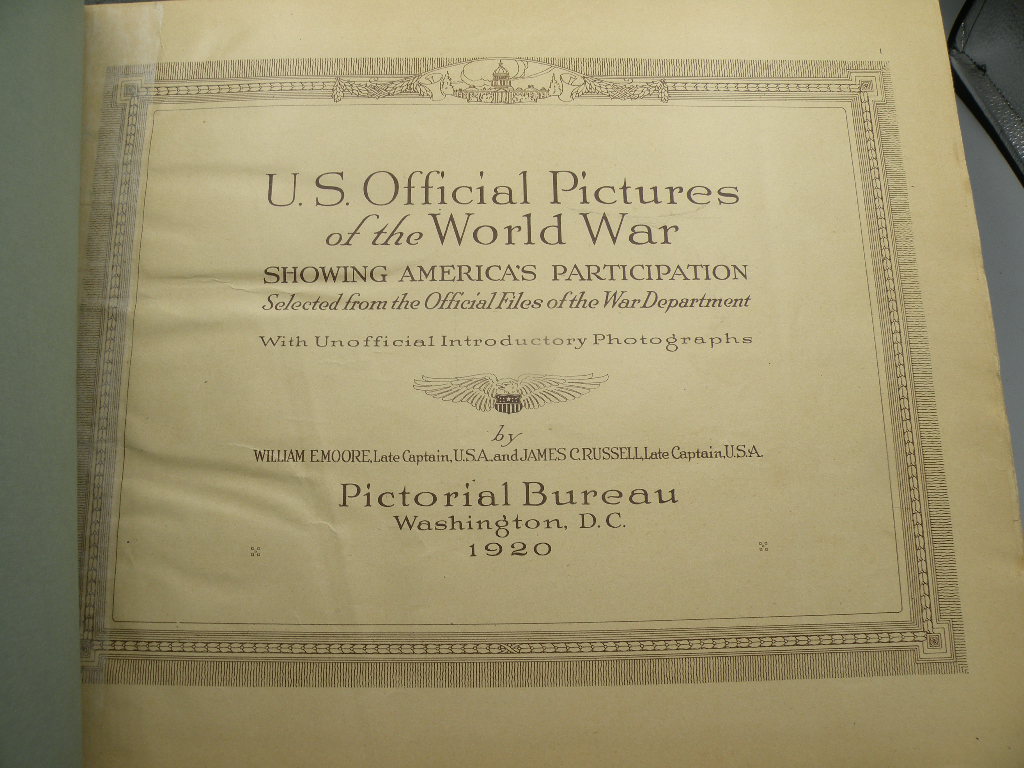 U. S. Official Pictures
of the World War
SHOWING AMERICA'S PARTICIPATION
Selected from the Official Files of the War Department
With Unofficial Introductory Photographs
by
WILLIAM E. MOORE, Late Captain, U.S.A. and JAMES C. RUSSELL, Late Captain, U.S.A.
Pictorial Bureau
Washington, D.C.
1920